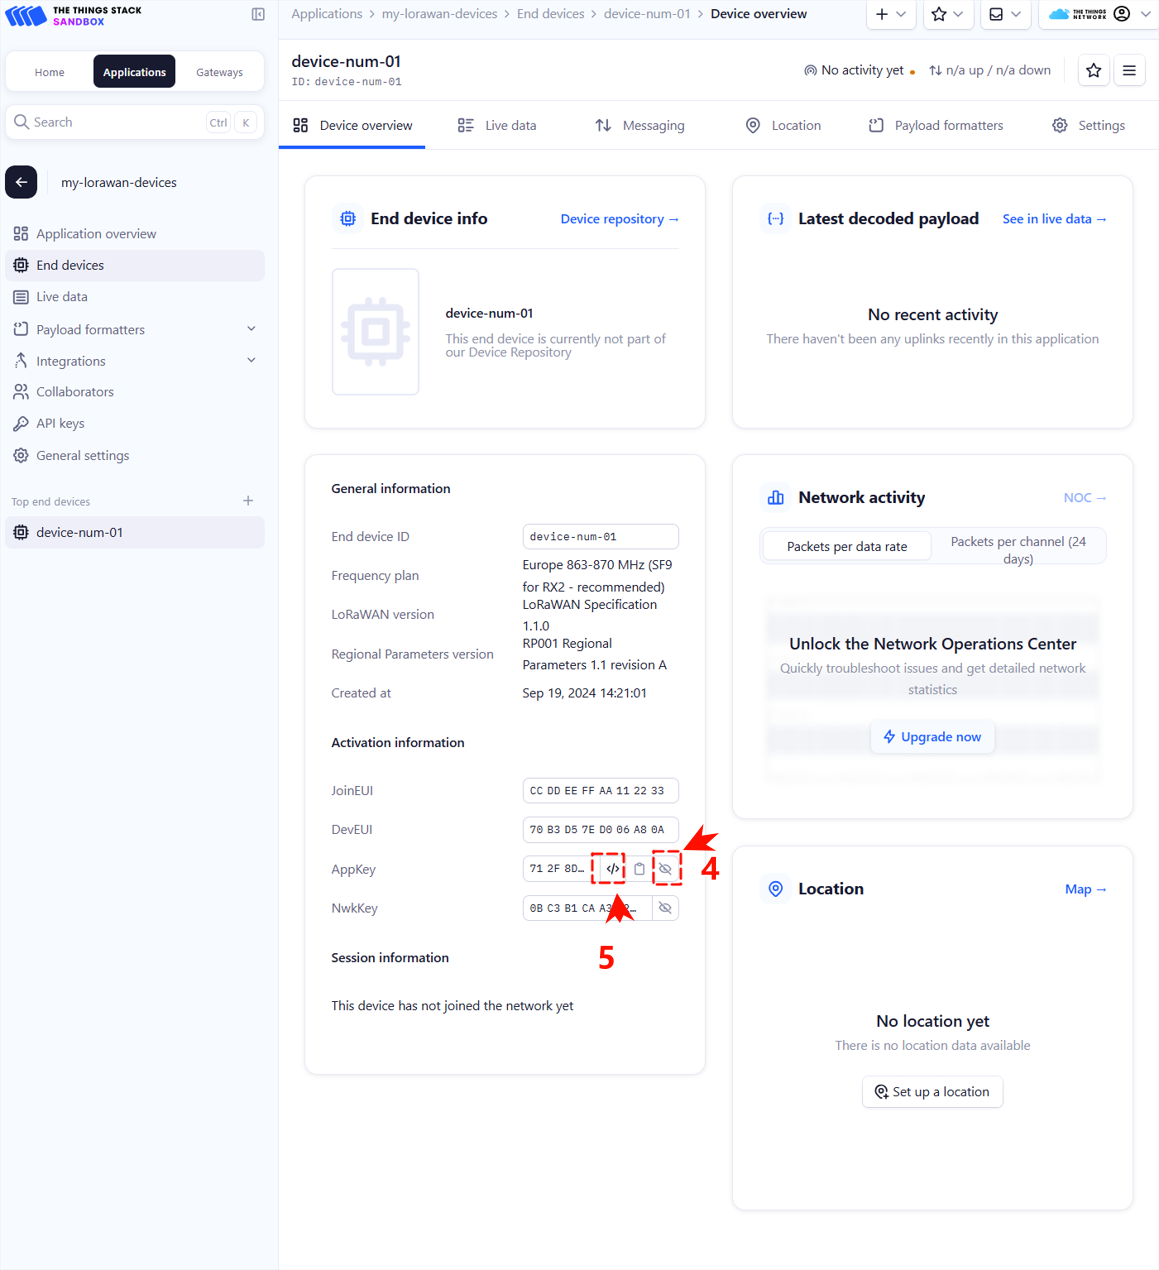 THE THINGS STACK
SANDBOX
Applications > my-lorawan-devices > End devices > device-num-01 > Device overview
THE THINGS
NETWORK
Home
Applications
Gateways
Search
Ctrl K
my-lorawan-devices
Application overview
End devices
Live data
Payload formatters
Integrations
Collaborators
API keys
General settings
Top end devices
device-num-01
device-num-01
ID: device-num-01
No activity yet
n/a up / n/a down
Device overview
Live data
Messaging
Location
Payload formatters
Settings
End device info
Device repository →
device-num-01
This end device is currently not part of
our Device Repository
Latest decoded payload
See in live data →
No recent activity
There haven't been any uplinks recently in this application
General information
End device ID
device-num-01
Frequency plan
Europe 863-870 MHz (SF9
for RX2 - recommended)
LoRaWAN version
LoRaWAN Specification
1.1.0
Regional Parameters version
RP001 Regional
Parameters 1.1 revision A
Created at
Sep 19, 2024 14:21:01
Activation information
JoinEUI
CC DD EE FF AA 11 22 33
DevEUI
70 B3 D5 7E D0 06 A8 0A
AppKey
71 2F 8D…
4
NwkKey
0B C3 B1 CA
5
Session information
This device has not joined the network yet
Network activity
NOC →
Packets per data rate
Packets per channel (24
days)
Unlock the Network Operations Center
Quickly troubleshoot issues and get detailed network
statistics
Upgrade now
Location
Map →
No location yet
There is no location data available
Set up a location